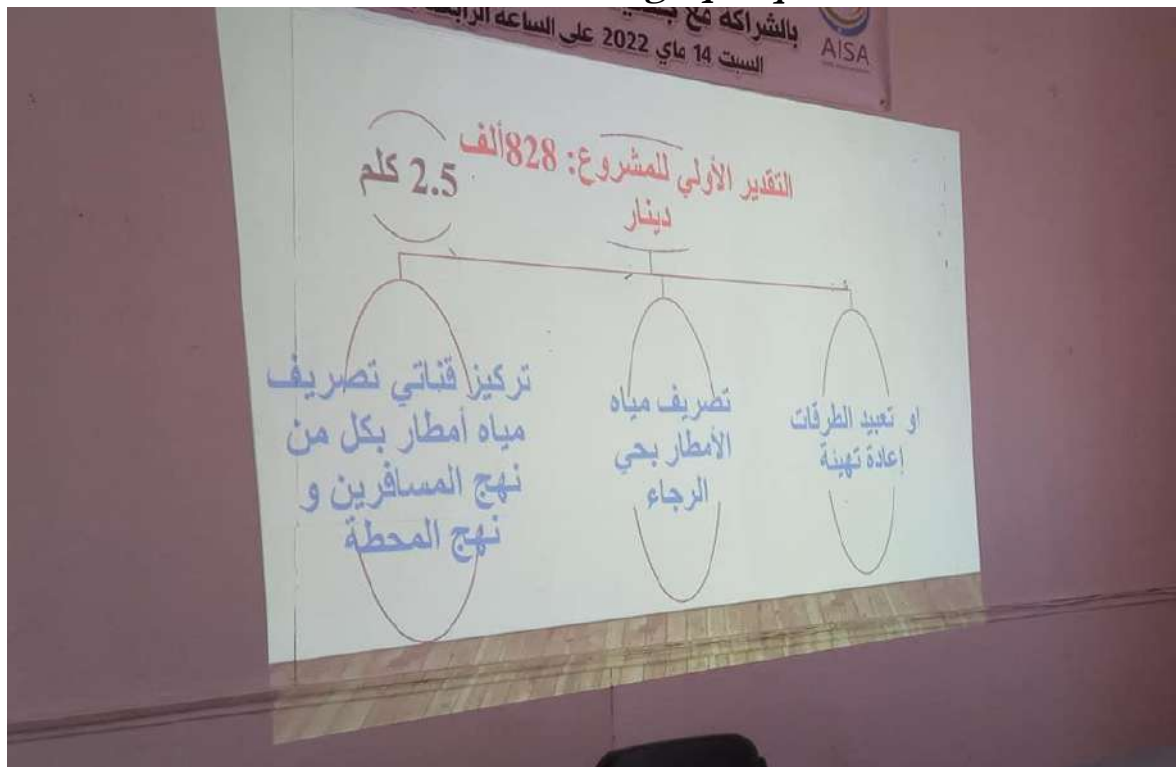 بالشراكة مع
السبت 14 ماي 2022 على الساعة الرابعة
AISA
التقدير الأولي للمشروع: 828ألف
دينار
2.5 كلم
او تعبيد الطرقات
إعادة تهيئة
تصريف مياه
الأمطار بحي
الرجاء
تركيز قناتي تصريف
مياه أمطار بكل من
نهج المسافرين و
نهج المحطة